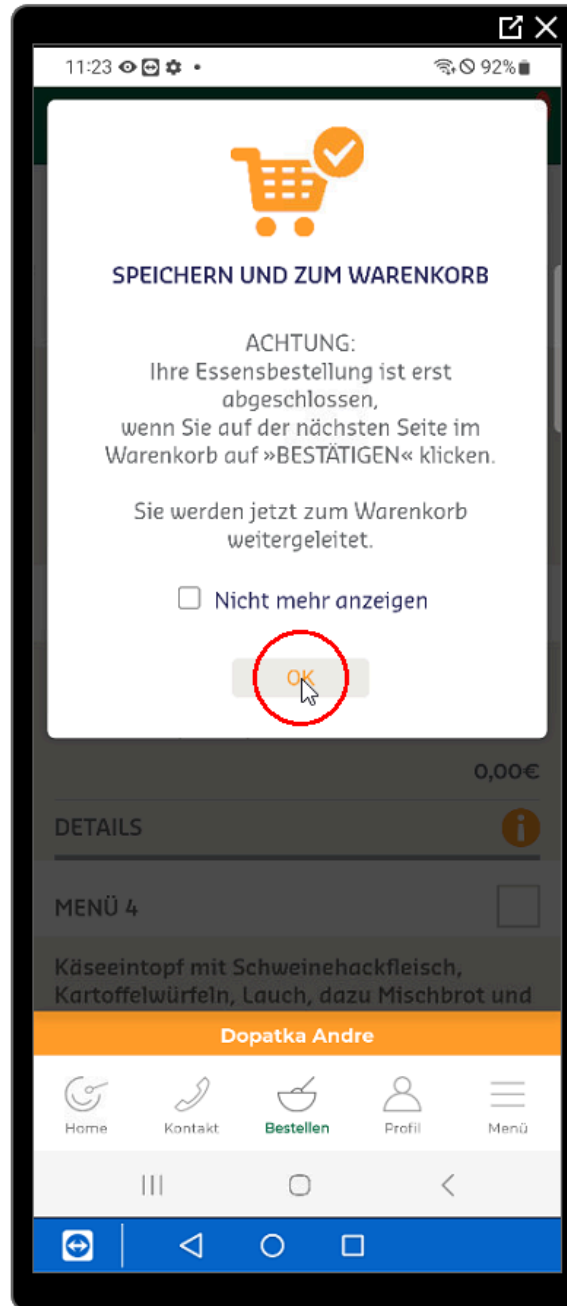 11:23
92%
SPEICHERN UND ZUM WARENKORB
ACHTUNG:
Ihre Essensbestellung ist erst
abgeschlossen,
wenn Sie auf der nächsten Seite im
Warenkorb auf »BESTÄTIGEN« klicken.
Sie werden jetzt zum Warenkorb
weitergeleitet.
Nicht mehr anzeigen
OK
0,00€
DETAILS
MENÜ 4
Käseeintopf mit Schweinehackfleisch,
Kartoffelwürfeln, Lauch, dazu Mischbrot und
Dopatka Andre
Home Kontakt Bestellen Profil Menü